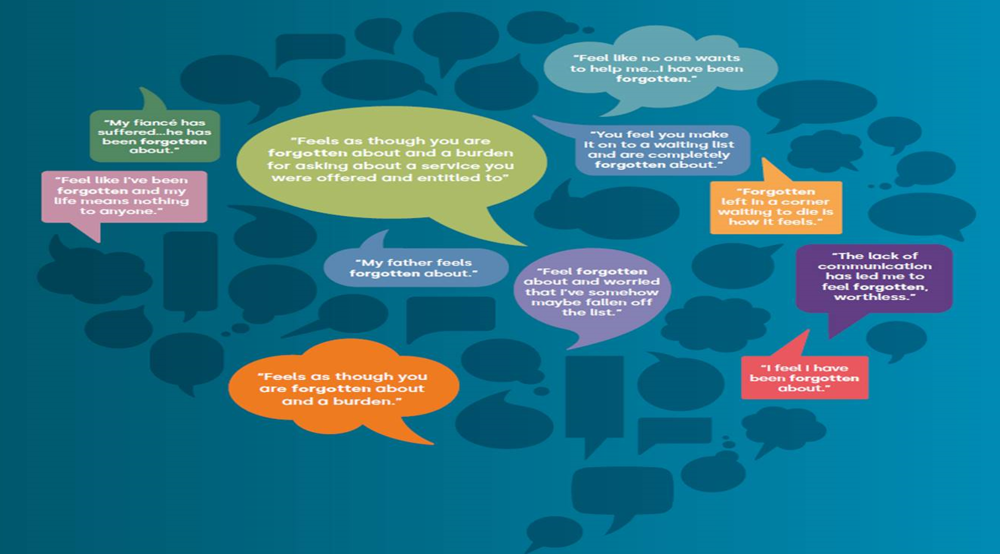 “Feel like no one wants
to help me...I have been
forgotten.”
“My fiancé has
suffered...he has
been forgotten
about.”
“Feels as though you are
forgotten about and a burden
for asking about a service you
were offered and entitled to”
“You feel you make
it on to a waiting list
and are completely
forgotten about.”
“Feel like I’ve been
forgotten and my
life means nothing
to anyone.”
“Forgotten
left in a corner
waiting to die is
how it feels.”
“My father feels
forgotten about.”
“Feel forgotten
about and worried
that I’ve somehow
maybe fallen off
the list.”
“The lack of
communication
has led me to
feel forgotten,
worthless.”
“Feels as though you
are forgotten about
and a burden.”
“I feel I have
been forgotten
about.”